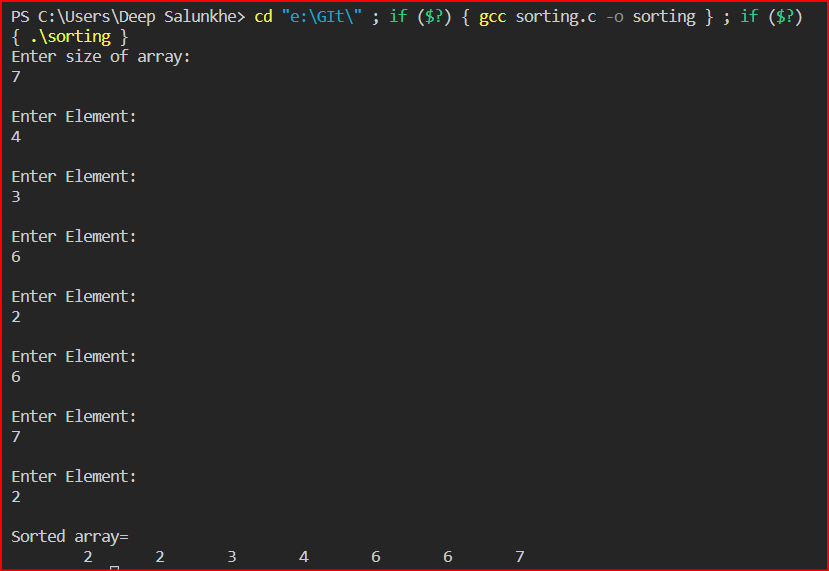 PS C:\Users\Deep Salunkhe> cd "e:\GIt\" ; if ($?) { gcc sorting.c -o sorting } ; if ($?)
{ .\sorting }
Enter size of array:
7
Enter Element:
4
Enter Element:
3
Enter Element:
6
Enter Element:
2
Enter Element:
6
Enter Element:
7
Enter Element:
2
Sorted array=
2 2 3 4 6 6 7